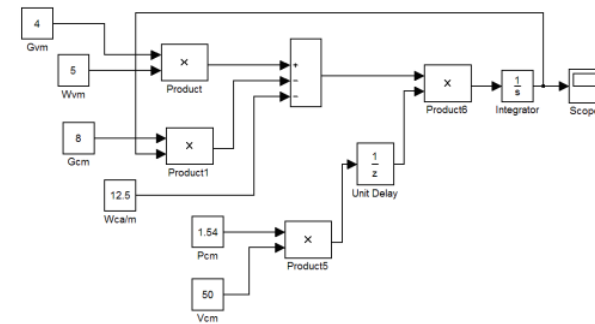 4
Gvm
5
Wvm
×
Product
+
−
−
8
Gcm
×
Product1
12.5
Wca/m
×
Product6
1
s
Integrator
Scope
1
z
Unit Delay
1.54
Pcm
×
Product5
50
Vcm